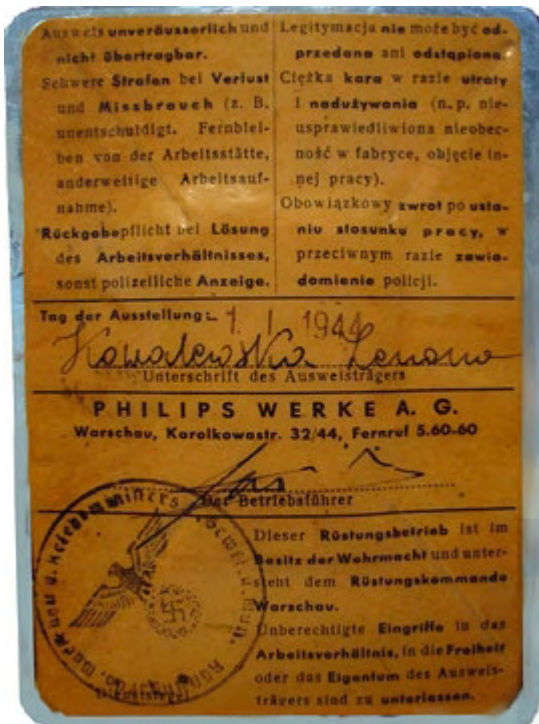 Ausweis unveräusserlich und
nicht übertragbar.
Schwere Strafen bei Verlust
und Missbrauch (z. B.
unentschuldigt. Fernblei-
ben von der Arbeitsstätte,
anderweitige Arbeitsauf-
nahme).
Rückgabepflicht bei Lösung
des Arbeitsverhältnisses,
sonst polizeiliche Anzeige.
Legitymacja nie może być od-
przedana ani odstąpiona.
Ciężka kara w razie utraty
i nadużywania (n. p. nie-
usprawiedliwiona nieobec-
ność w fabryce, objęcie in-
nej pracy).
Obowiązkowy zwrot po usta-
niu stosunku pracy, w
przeciwnym razie zawia-
domienie policji.
Tag der Ausstellung: 1. I. 1944
Kowalewska
Unterschrift des Ausweisträgers
PHILIPS WERKE A. G.
Warschau, Karolkowastr. 32/44, Fernruf 5.60-60
Der Betriebsführer
Dieser Rüstungsbetrieb ist im
Besitz der Wehrmacht und unter-
steht dem Rüstungskommando
Warschau.
Unberechtigte Eingriffe in das
Arbeitsverhältnis, in die Freiheit
oder das Eigentum des Ausweis-
trägers sind zu unterlassen.